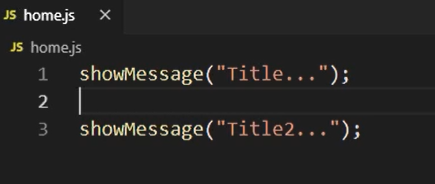 JS home.js ×
JS home.js
1 showMessage("Title...");
2
3 showMessage("Title2...");